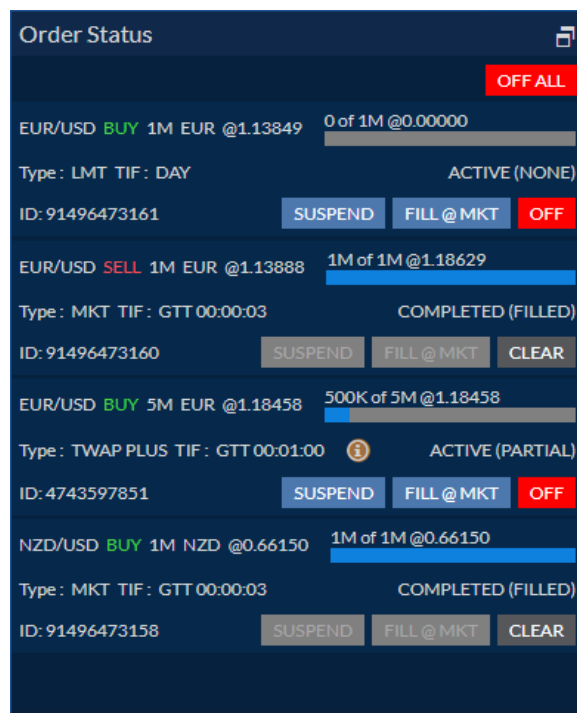 Order Status
OFF ALL
EUR/USD BUY 1M EUR @1.13849 0 of 1M @0.00000
Type : LMT TIF : DAY ACTIVE (NONE)
ID: 91496473161 SUSPEND FILL @ MKT OFF
EUR/USD SELL 1M EUR @1.13888 1M of 1M @1.18629
Type : MKT TIF : GTT 00:00:03 COMPLETED (FILLED)
ID: 91496473160 SUSPEND FILL @ MKT CLEAR
EUR/USD BUY 5M EUR @1.18458 500K of 5M @1.18458
Type : TWAP PLUS TIF : GTT 00:01:00 i ACTIVE (PARTIAL)
ID: 4743597851 SUSPEND FILL @ MKT OFF
NZD/USD BUY 1M NZD @0.66150 1M of 1M @0.66150
Type : MKT TIF : GTT 00:00:03 COMPLETED (FILLED)
ID: 91496473158 SUSPEND FILL @ MKT CLEAR